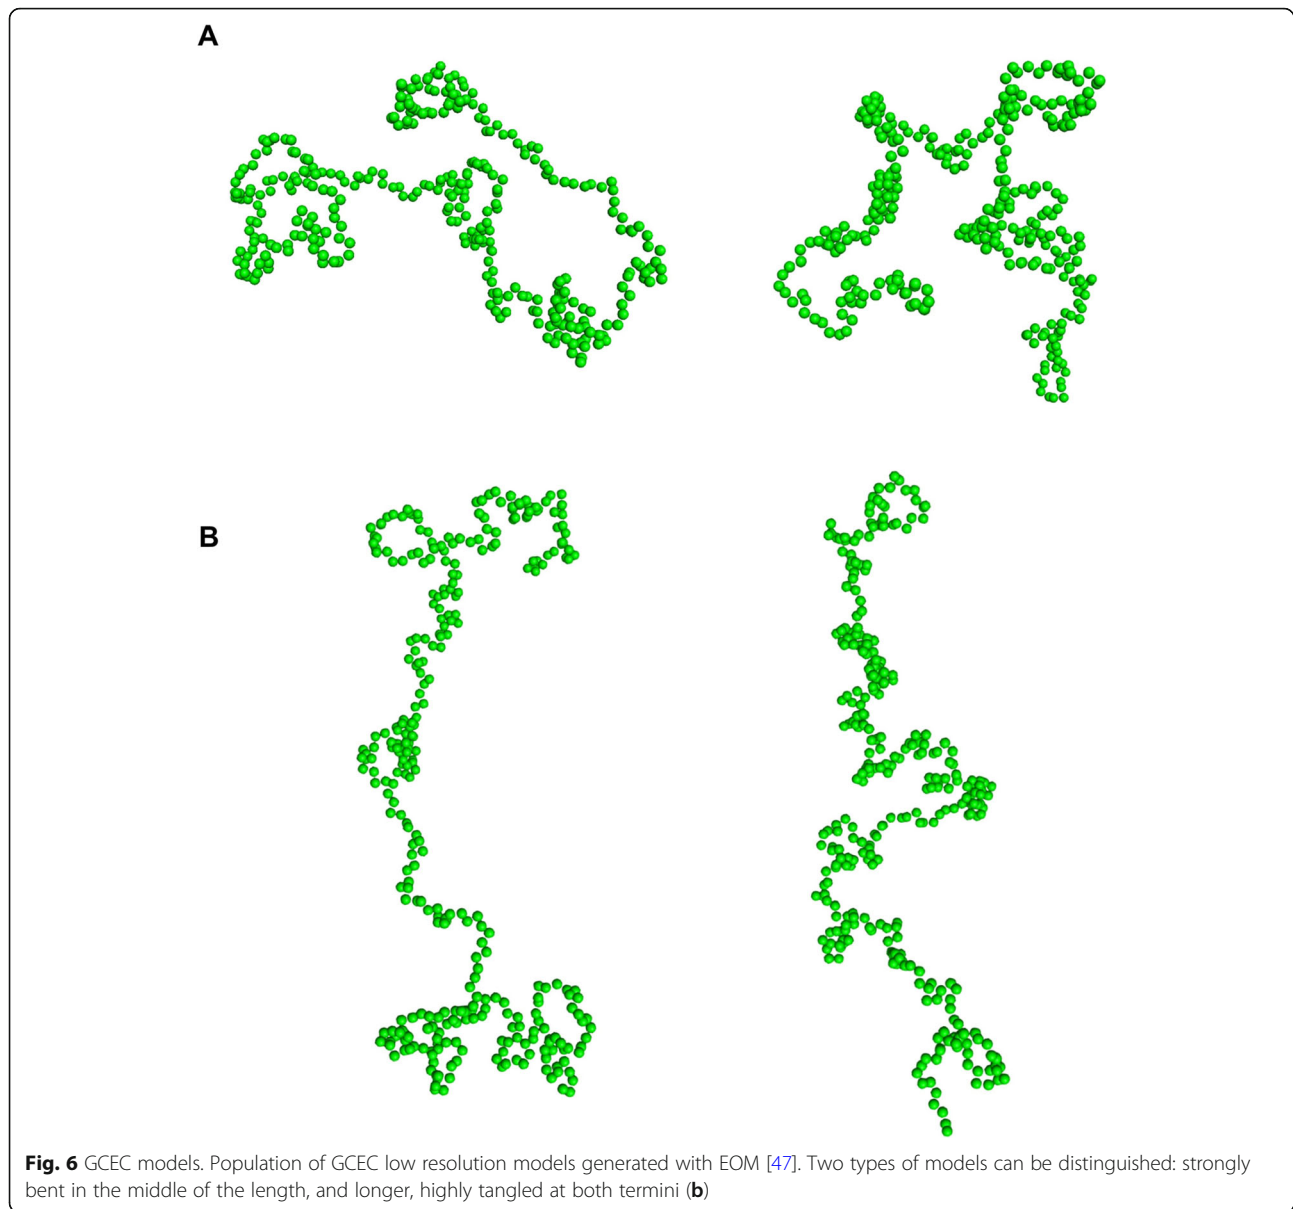 A
B
Fig. 6 GCEC models. Population of GCEC low resolution models generated with EOM [47]. Two types of models can be distinguished: strongly
bent in the middle of the length, and longer, highly tangled at both termini (b)